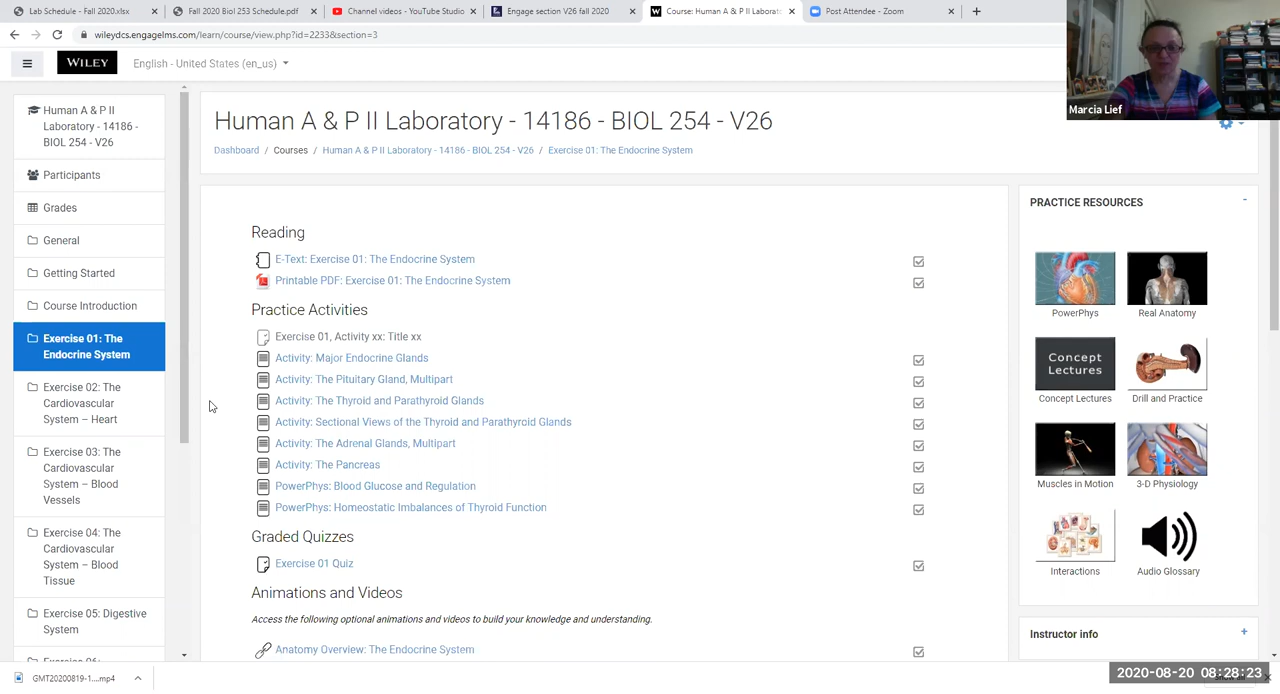 Lab Schedule - Fall 2020.xlsx
Fall 2020 Biol 253 Schedule.pdf
Channel videos - YouTube Studio
Engage section V26 fall 2020
Course: Human A & P II Laborato
Post Attendee - Zoom
wileydcs.engagelms.com/learn/course/view.php?id=2233&section=3
WILEY
English - United States (en_us)
Marcia Lief
Human A & P II
Laboratory - 14186 -
BIOL 254 - V26
Participants
Grades
General
Getting Started
Course Introduction
Exercise 01: The
Endocrine System
Exercise 02: The
Cardiovascular
System – Heart
Exercise 03: The
Cardiovascular
System – Blood
Vessels
Exercise 04: The
Cardiovascular
System – Blood
Tissue
Exercise 05: Digestive
System
Exercise 06:
Human A & P II Laboratory - 14186 - BIOL 254 - V26
Dashboard / Courses / Human A & P II Laboratory - 14186 - BIOL 254 - V26 / Exercise 01: The Endocrine System
Reading
E-Text: Exercise 01: The Endocrine System
Printable PDF: Exercise 01: The Endocrine System
Practice Activities
Exercise 01, Activity xx: Title xx
Activity: Major Endocrine Glands
Activity: The Pituitary Gland, Multipart
Activity: The Thyroid and Parathyroid Glands
Activity: Sectional Views of the Thyroid and Parathyroid Glands
Activity: The Adrenal Glands, Multipart
Activity: The Pancreas
PowerPhys: Blood Glucose and Regulation
PowerPhys: Homeostatic Imbalances of Thyroid Function
Graded Quizzes
Exercise 01 Quiz
Animations and Videos
Access the following optional animations and videos to build your knowledge and understanding.
Anatomy Overview: The Endocrine System
PRACTICE RESOURCES
PowerPhys
Real Anatomy
Concept
Lectures
Concept Lectures
Drill and Practice
Muscles in Motion
3-D Physiology
Interactions
Audio Glossary
Instructor info
GMT20200819-1....mp4
2020-08-20 08:28:23